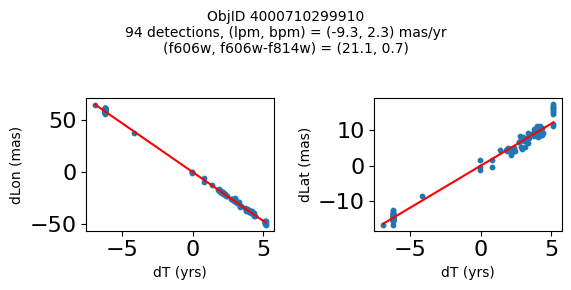 ObjID 4000710299910
94 detections, (lpm, bpm) = (-9.3, 2.3) mas/yr
(f606w, f606w-f814w) = (21.1, 0.7)
dLon (mas)
50
0
−50
−5
0
5
dT (yrs)
dLat (mas)
10
0
−10
−5
0
5
dT (yrs)